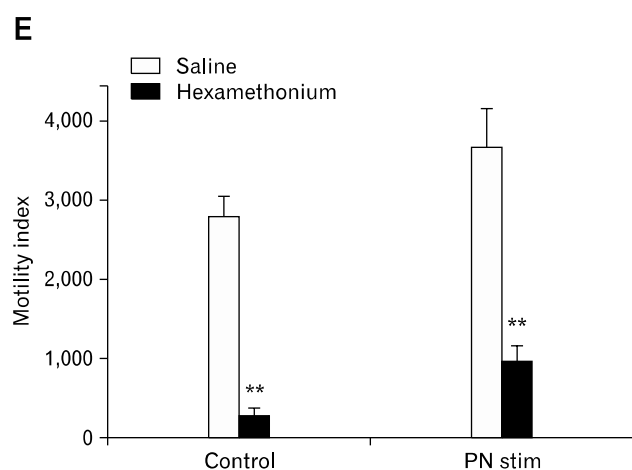 E
Saline
Hexamethonium
4,000
3,000
2,000
1,000
0
Motility index
**
**
Control
PN stim